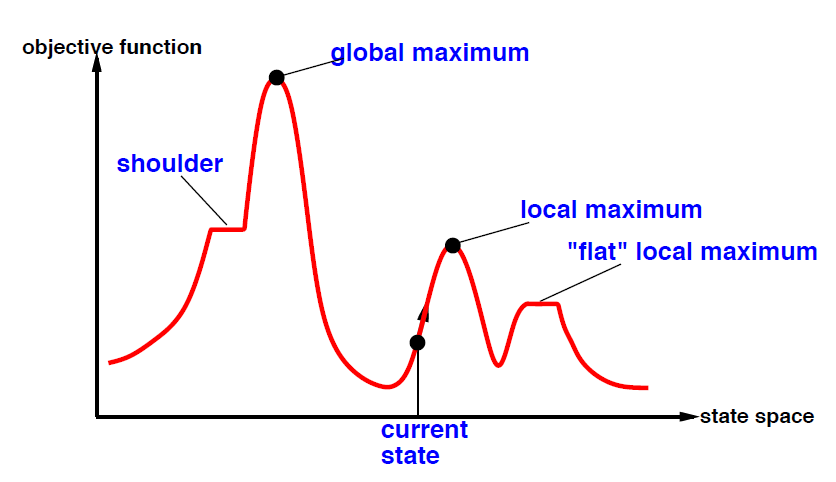 objective function
global maximum
shoulder
local maximum
"flat" local maximum
state space
current
state